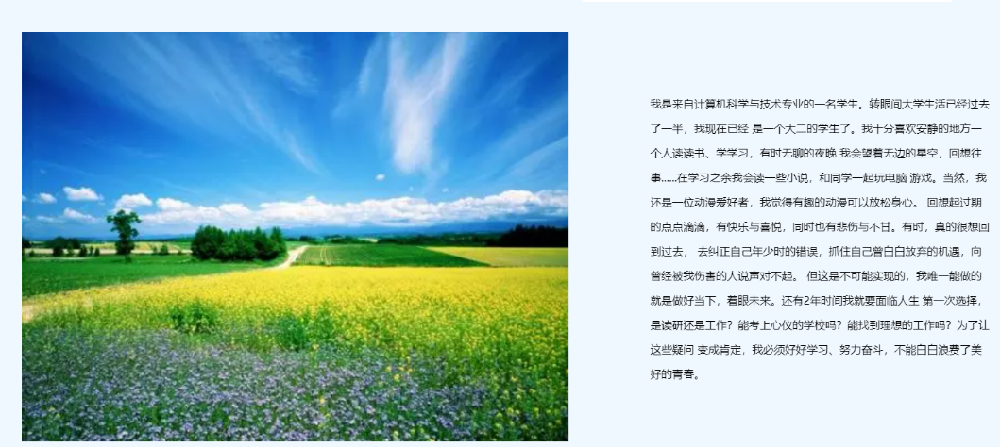 我是来自计算机科学与技术专业的一名学生。转眼间大学生活已经过去
了一半，我现在已经 是一个大二的学生了。我十分喜欢安静的地方一
个人读读书、学学习，有时无聊的夜晚 我会望着无边的星空，回想往
事......在学习之余我会读一些小说，和同学一起玩电脑 游戏。当然，我
还是一位动漫爱好者，我觉得有趣的动漫可以放松身心。 回想起过期
的点点滴滴，有快乐与喜悦，同时也有悲伤与不甘。有时，真的很想回
到过去， 去纠正自己年少时的错误，抓住自己曾白白放弃的机遇，向
曾经被我伤害的人说声对不起。 但这是不可能实现的，我唯一能做的
就是做好当下，着眼未来。还有2年时间我就要面临人生 第一次选择，
是读研还是工作？能考上心仪的学校吗？能找到理想的工作吗？为了让
这些疑问 变成肯定，我必须好好学习、努力奋斗，不能白白浪费了美
好的青春。